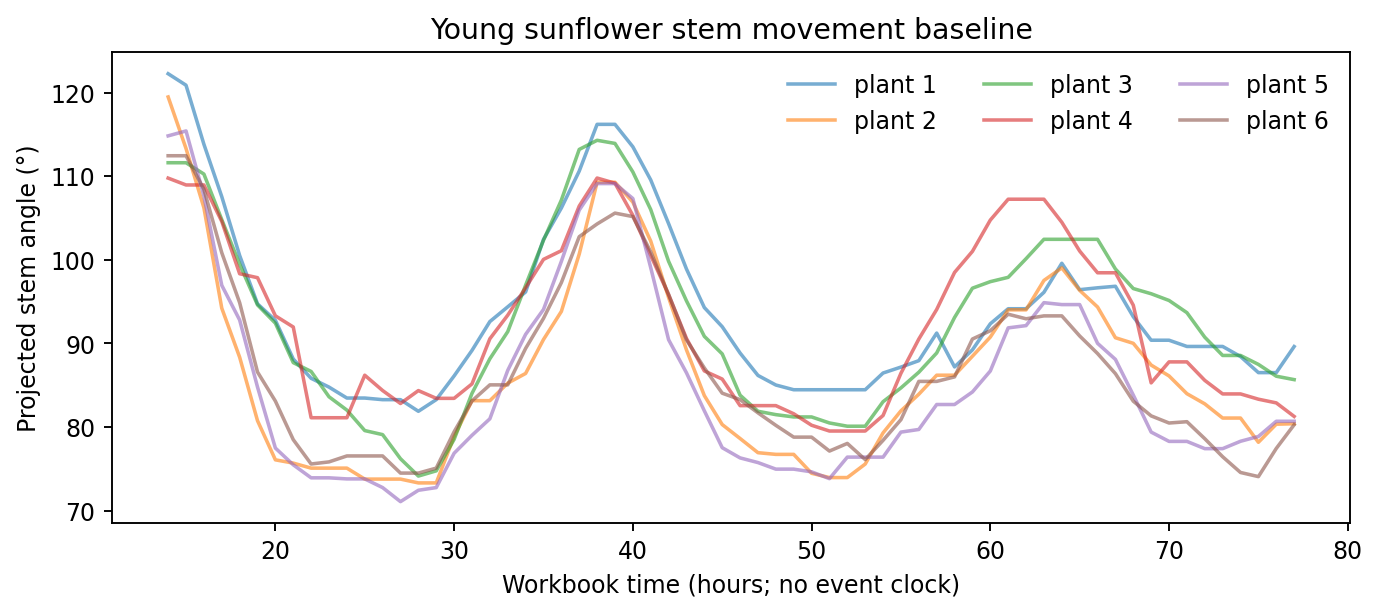 Young sunflower stem movement baseline
plant 1 plant 3 plant 5
plant 2 plant 4 plant 6
Projected stem angle (°)
120
110
100
90
80
70
20 30 40 50 60 70 80
Workbook time (hours; no event clock)